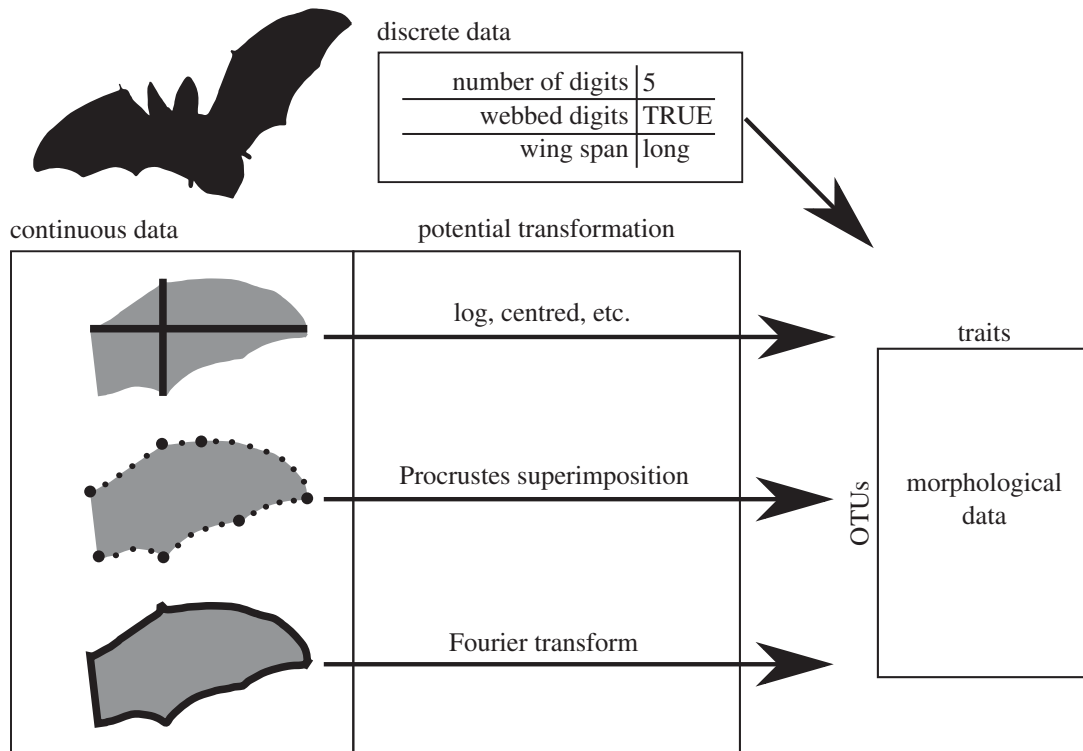 discrete data
number of digits 5
webbed digits TRUE
wing span long
continuous data
potential transformation
log, centred, etc.
traits
Procrustes superimposition
OTUs
morphological
data
Fourier transform